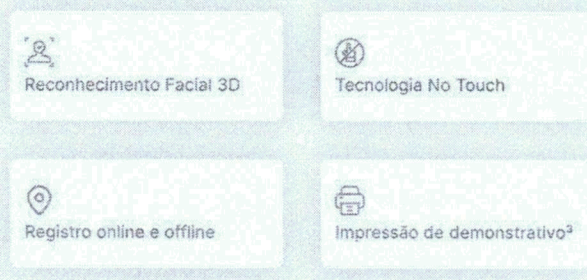 Reconhecimento Facial 3D
Tecnologia No Touch
Registro online e offline
Impressão de demonstrativo³